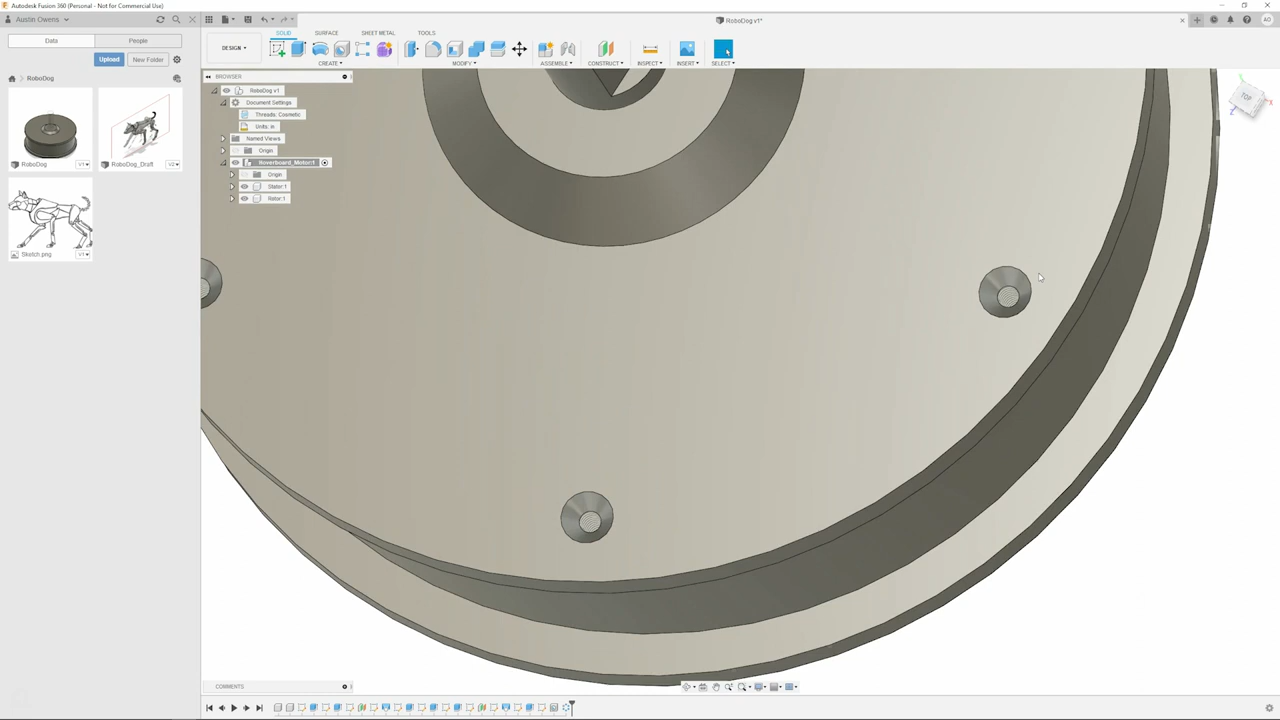 Autodesk Fusion 360 (Personal - Not for Commercial Use)
Austin Owens
RoboDog v1*
AO
Data
People
Upload
New Folder
RoboDog
RoboDog
V1
RoboDog_Draft
V2
Sketch.png
V1
DESIGN
SOLID
SURFACE
SHEET METAL
TOOLS
CREATE
MODIFY
ASSEMBLE
CONSTRUCT
INSPECT
INSERT
SELECT
BROWSER
RoboDog v1
Document Settings
Threads: Cosmetic
Units: in
Named Views
Origin
Hoverboard_Motor:1
Origin
Stator:1
Rotor:1
TOP
COMMENTS